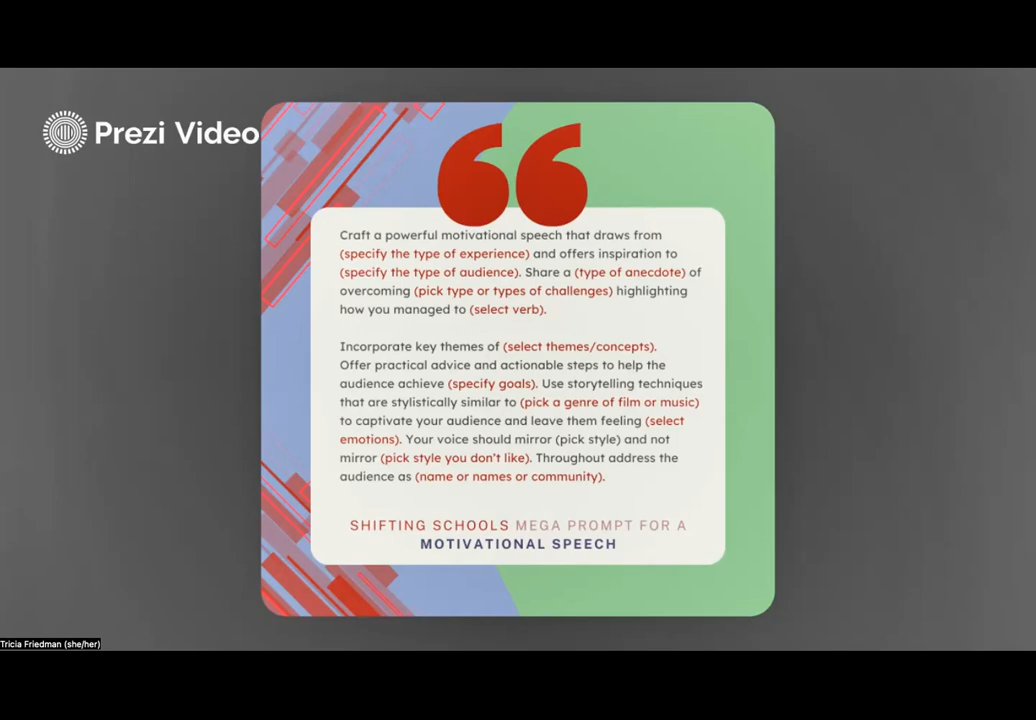 Prezi Video
Craft a powerful motivational speech that draws from
(specify the type of experience) and offers inspiration to
(specify the type of audience). Share a (type of anecdote) of
overcoming (pick type or types of challenges) highlighting
how you managed to (select verb).
Incorporate key themes of (select themes/concepts).
Offer practical advice and actionable steps to help the
audience achieve (specify goals). Use storytelling techniques
that are stylistically similar to (pick a genre of film or music)
to captivate your audience and leave them feeling (select
emotions). Your voice should mirror (pick style) and not
mirror (pick style you don't like). Throughout address the
audience as (name or names or community).
SHIFTING SCHOOLS MEGA PROMPT FOR A
MOTIVATIONAL SPEECH
Tricia Friedman (she/her)